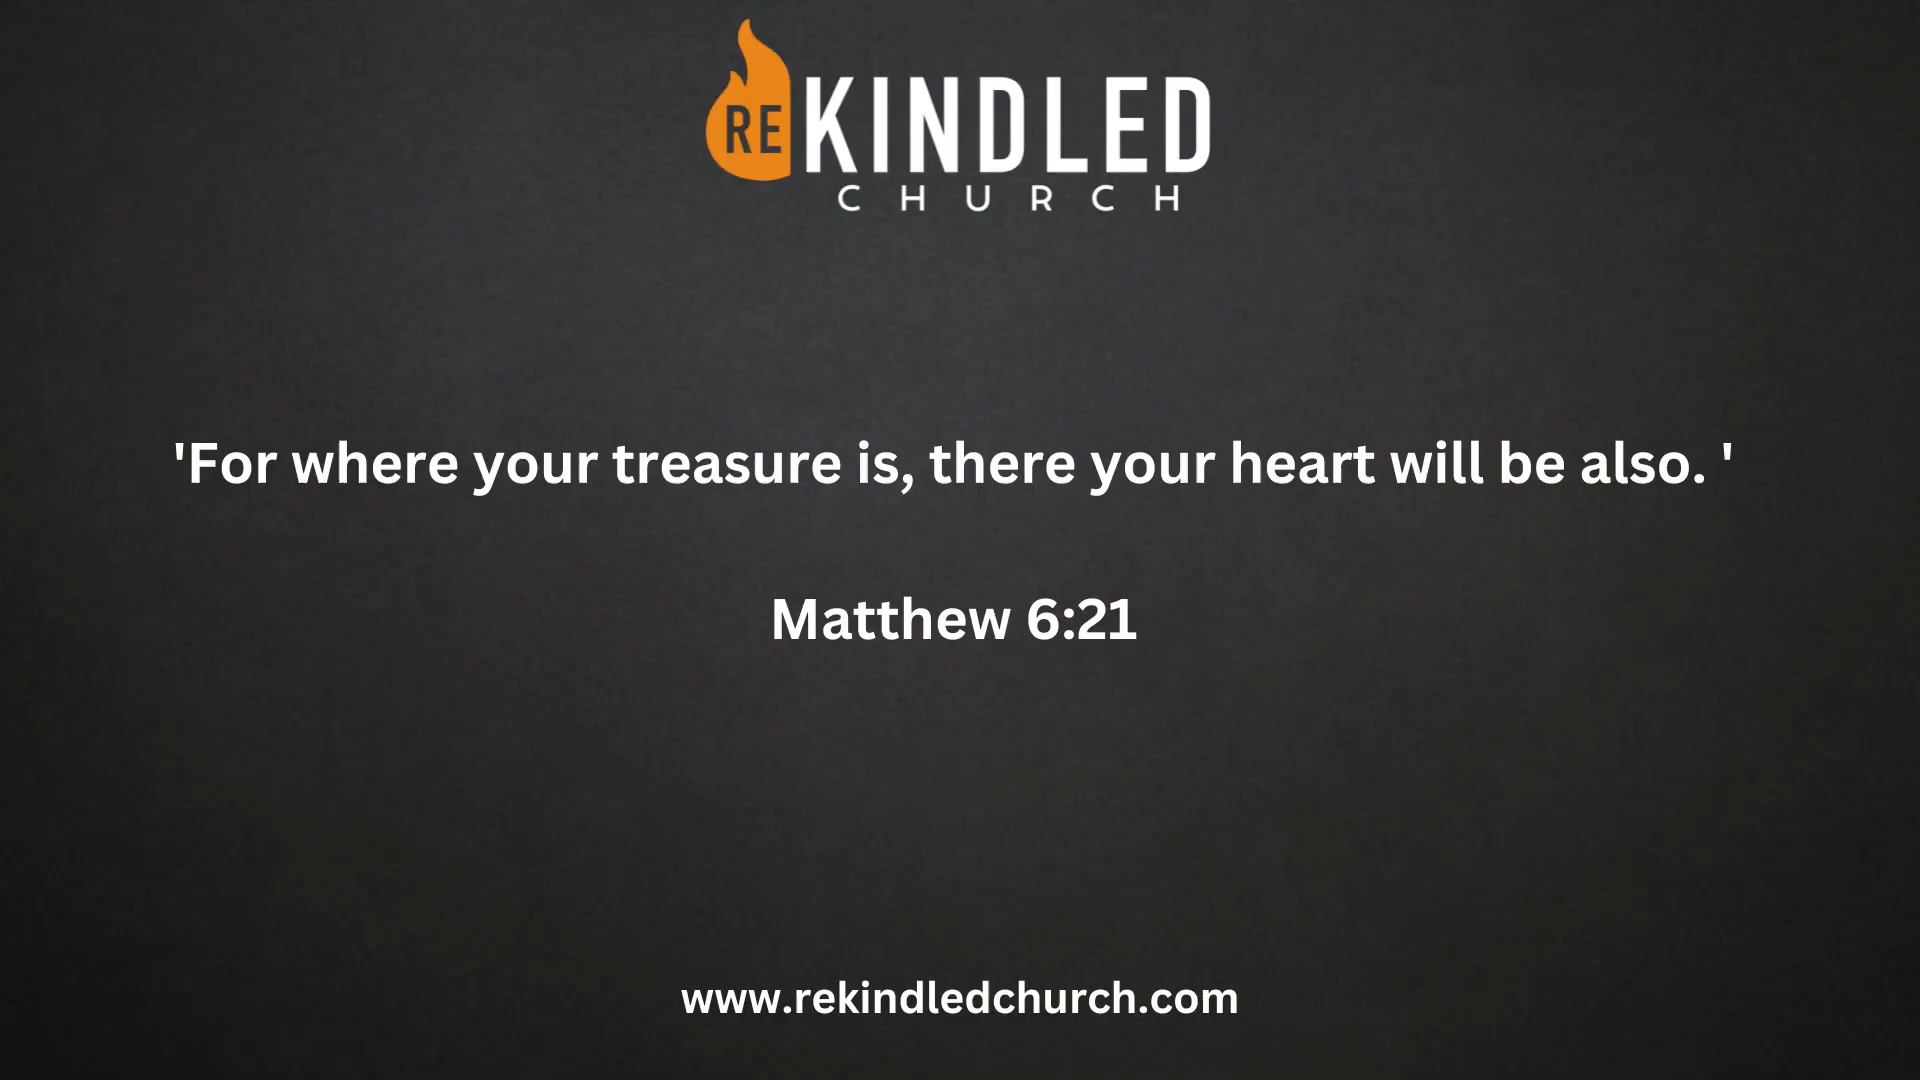 REKINDLED
CHURCH
'For where your treasure is, there your heart will be also. '
Matthew 6:21
www.rekindledchurch.com